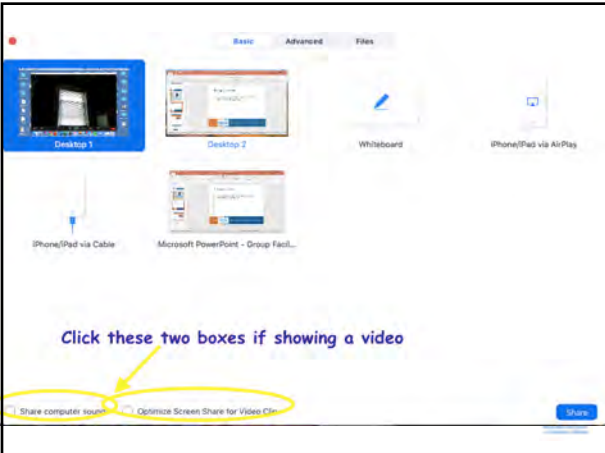 Basic Advanced Files
Desktop 1 Desktop 2 Whiteboard iPhone/iPad via AirPlay
iPhone/iPad via Cable Microsoft PowerPoint - Group Facil...
Click these two boxes if showing a video
Share computer sound Optimize Screen Share for Video Clip Share